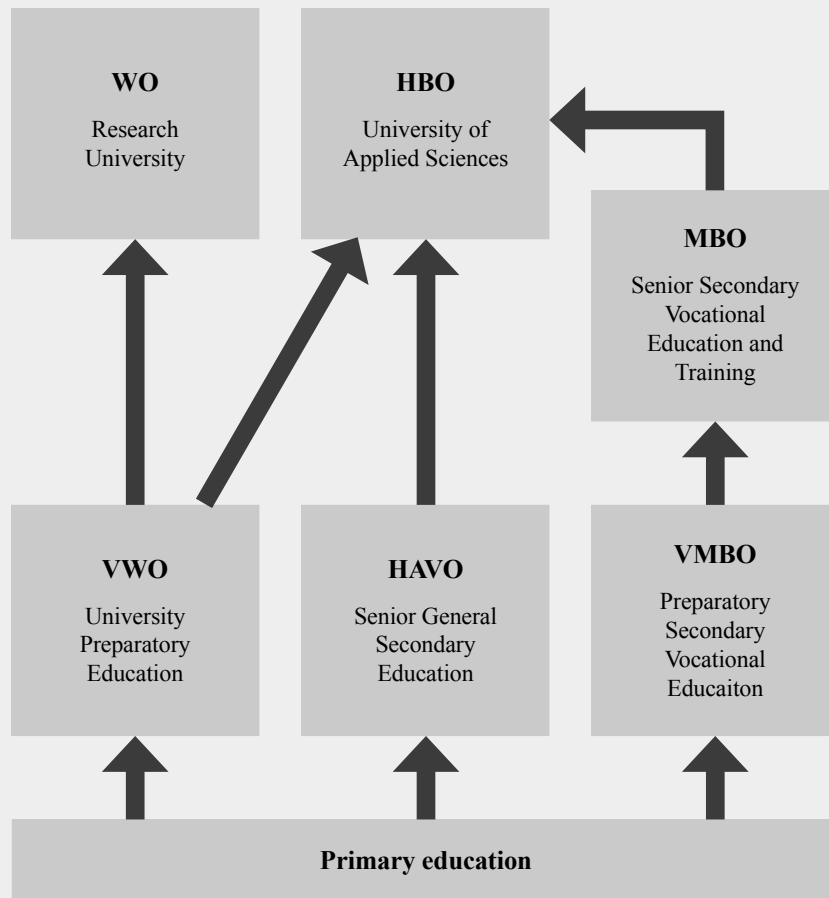 WO
Research
University
HBO
University of
Applied Sciences
MBO
Senior Secondary
Vocational
Education and
Training
VWO
University
Preparatory
Education
HAVO
Senior General
Secondary
Education
VMBO
Preparatory
Secondary
Vocational
Educaiton
Primary education